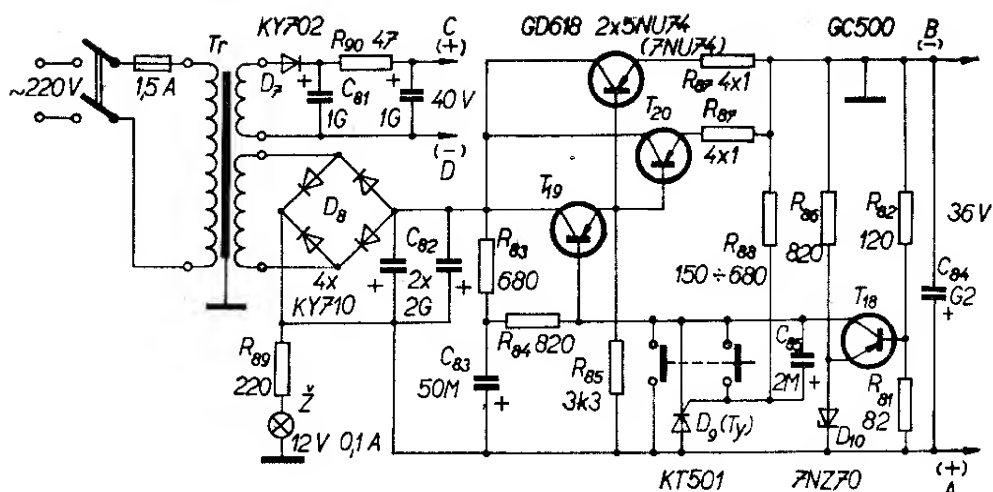 KY702
GD618 2x5NU74
(7NU74)
GC500
Tr
R90 47
C
(+)
B
(-)
D7
+
C81
1G
+
1G
40 V
~220V
1,5 A
(-)
D
R87 4x1
T20
R87
4x1
T19
D8
4x
KY710
C82
+
2x
2G
+
R83
680
R88
150÷680
R86
820
R82
120
36V
C84
G2
+
T18
R84 820
R89
220
C83
50M
+
R85
3k3
C85
2M
+
R81
82
Ž
12V 0,1A
D9(Ty)
D10
KT501
7NZ70
(+)
A